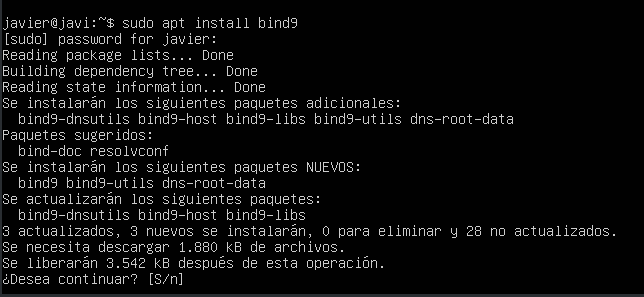 javier@javi:~$ sudo apt install bind9
[sudo] password for javier:
Reading package lists... Done
Building dependency tree... Done
Reading state information... Done
Se instalarán los siguientes paquetes adicionales:
  bind9-dnsutils bind9-host bind9-libs bind9-utils dns-root-data
Paquetes sugeridos:
  bind-doc resolvconf
Se instalarán los siguientes paquetes NUEVOS:
  bind9 bind9-utils dns-root-data
Se actualizarán los siguientes paquetes:
  bind9-dnsutils bind9-host bind9-libs
3 actualizados, 3 nuevos se instalarán, 0 para eliminar y 28 no actualizados.
Se necesita descargar 1.880 kB de archivos.
Se liberarán 3.542 kB después de esta operación.
¿Desea continuar? [S/n]